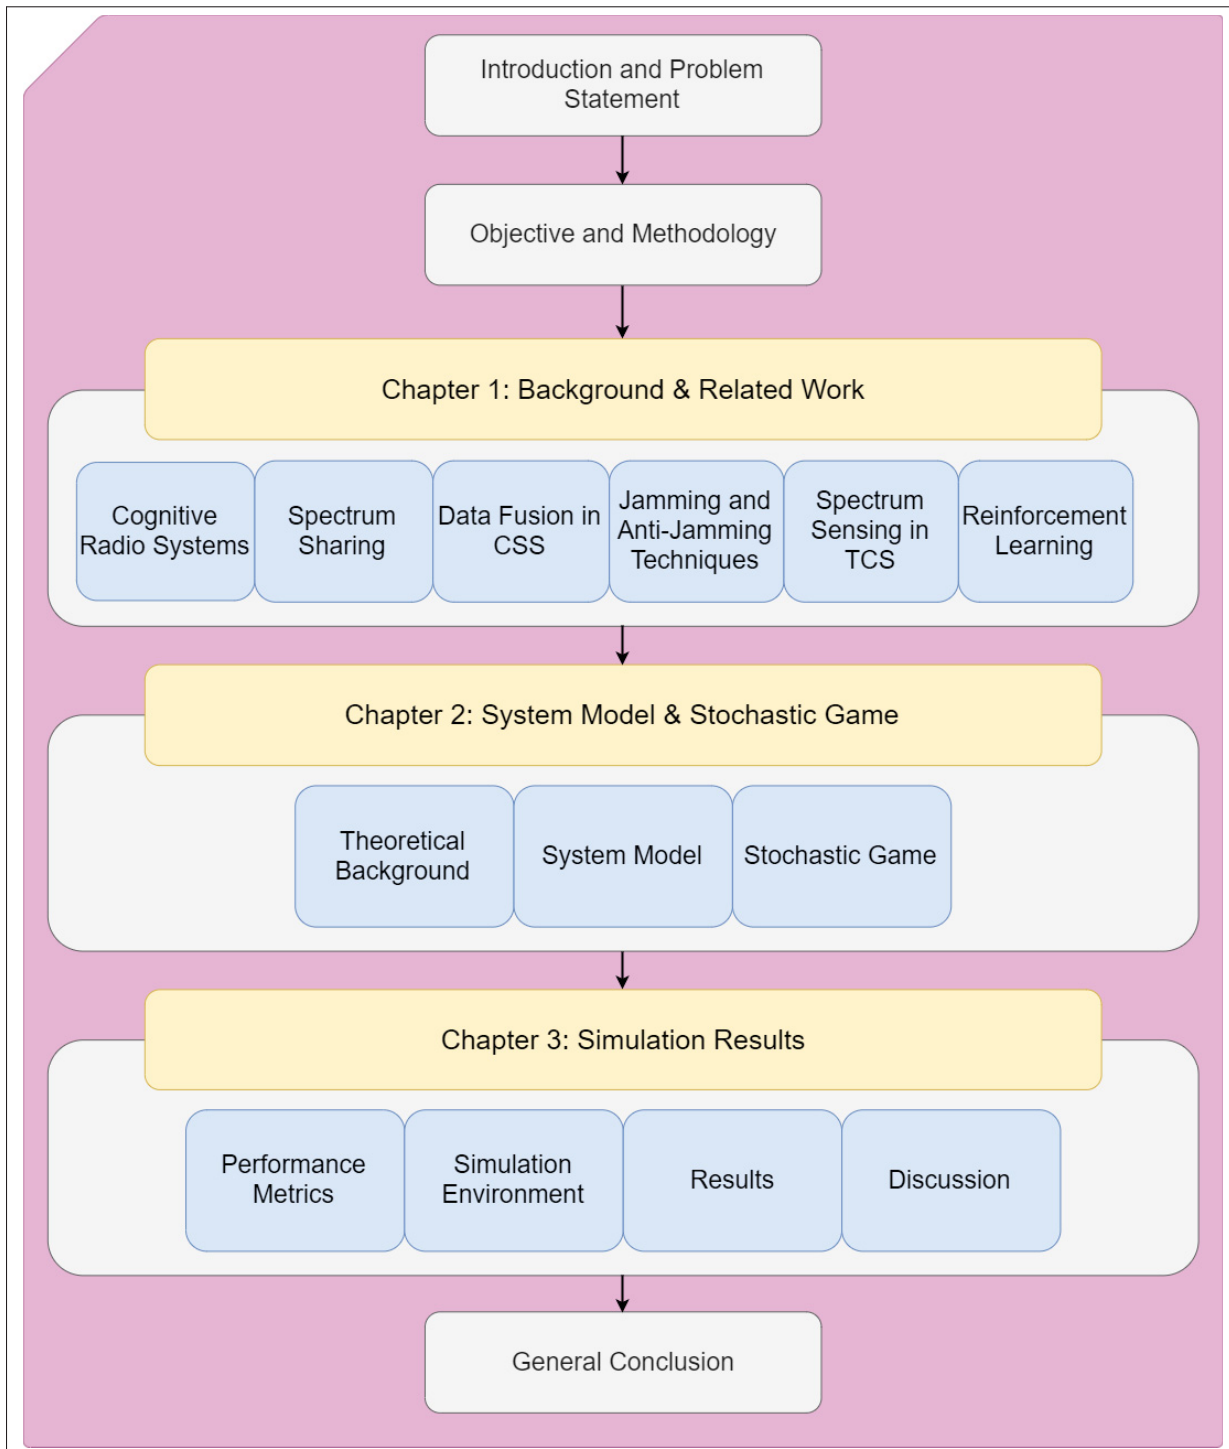 Introduction and Problem
Statement
Objective and Methodology
Chapter 1: Background & Related Work
Cognitive
Radio Systems
Spectrum
Sharing
Data Fusion in
CSS
Jamming and
Anti-Jamming
Techniques
Spectrum
Sensing in
TCS
Reinforcement
Learning
Chapter 2: System Model & Stochastic Game
Theoretical
Background
System Model
Stochastic Game
Chapter 3: Simulation Results
Performance
Metrics
Simulation
Environment
Results
Discussion
General Conclusion